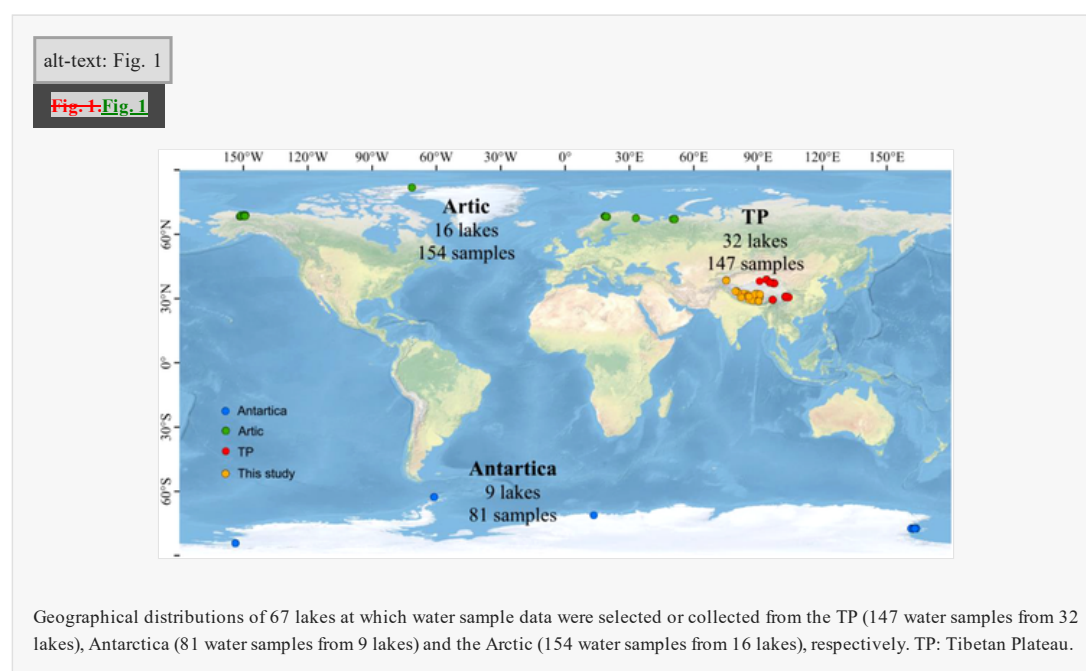 alt-text: Fig. 1
Fig. 1.Fig. 1
150°W 120°W 90°W 60°W 30°W 0° 30°E 60°E 90°E 120°E 150°E
Artic
16 lakes
154 samples
TP
32 lakes
147 samples
60°N
30°N
0°
30°S
60°S
Antartica
Artic
TP
This study
Antartica
9 lakes
81 samples
Geographical distributions of 67 lakes at which water sample data were selected or collected from the TP (147 water samples from 32
lakes), Antarctica (81 water samples from 9 lakes) and the Arctic (154 water samples from 16 lakes), respectively. TP: Tibetan Plateau.